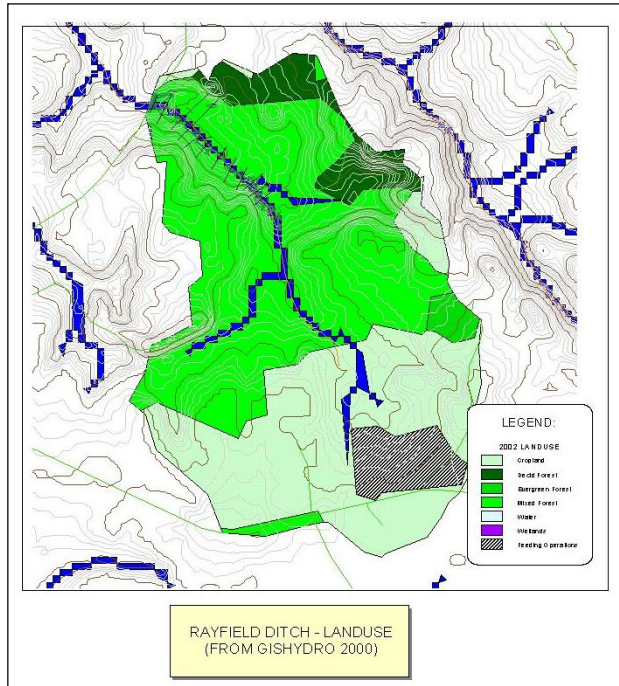 LEGEND:
2002 LANDUSE
Cropland
Decid Forest
Evergreen Forest
Mixed Forest
Water
Wetlands
Feeding Operations
RAYFIELD DITCH - LANDUSE
(FROM GISHYDRO 2000)